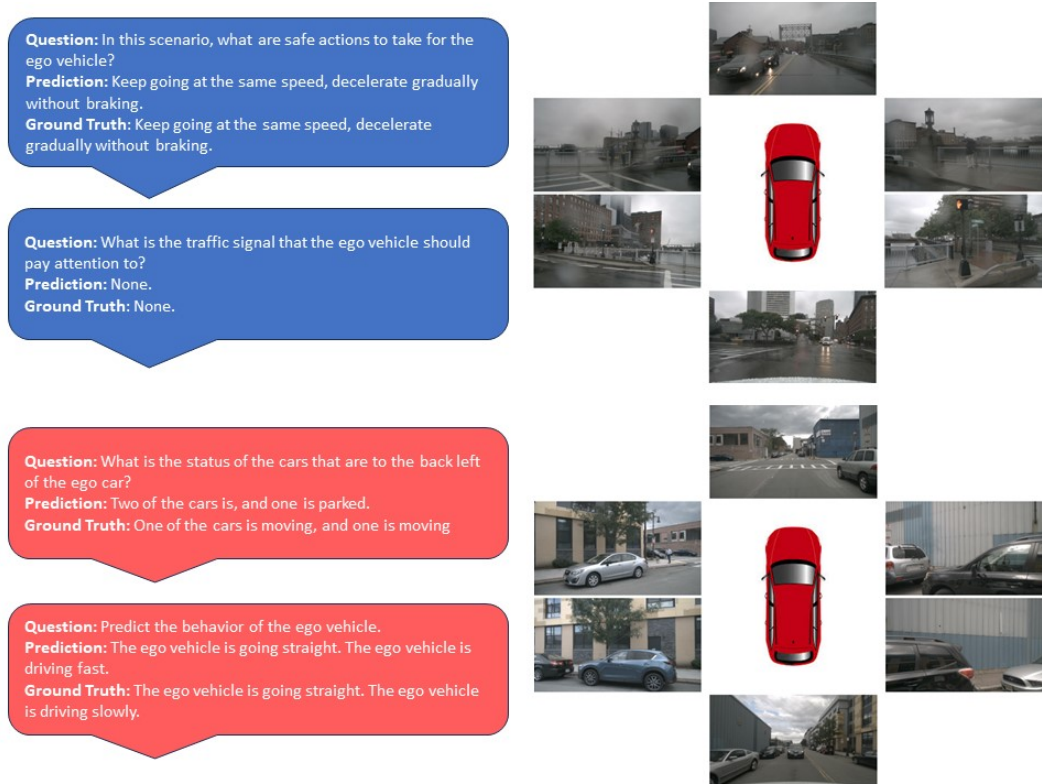 Question: In this scenario, what are safe actions to take for the
ego vehicle?
Prediction: Keep going at the same speed, decelerate gradually
without braking.
Ground Truth: Keep going at the same speed, decelerate
gradually without braking.
Question: What is the traffic signal that the ego vehicle should
pay attention to?
Prediction: None.
Ground Truth: None.
Question: What is the status of the cars that are to the back left
of the ego car?
Prediction: Two of the cars is, and one is parked.
Ground Truth: One of the cars is moving, and one is moving
Question: Predict the behavior of the ego vehicle.
Prediction: The ego vehicle is going straight. The ego vehicle is
driving fast.
Ground Truth: The ego vehicle is going straight. The ego vehicle
is driving slowly.